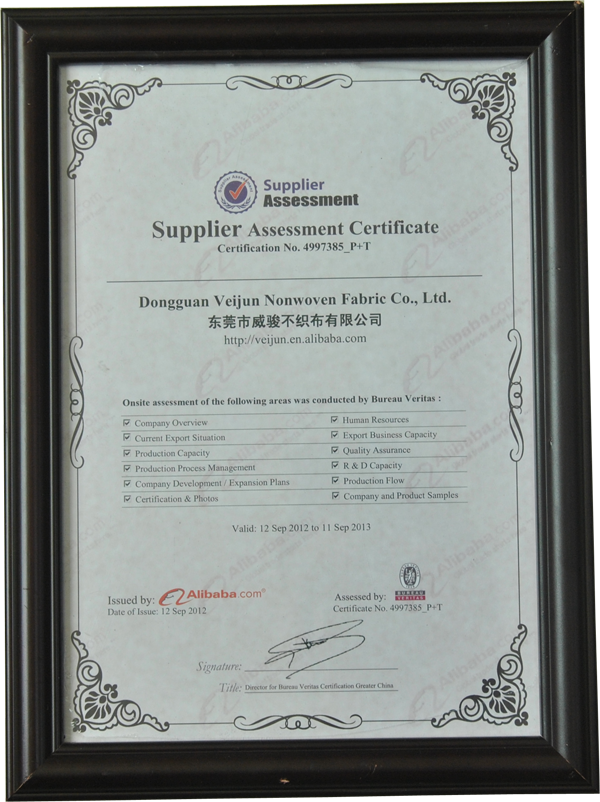 Supplier
Assessment
Supplier Assessment Certificate
Certification No. 4997385_P+T
Dongguan Veijun Nonwoven Fabric Co., Ltd.
东莞市威骏不织布有限公司
http://veijun.en.alibaba.com
Onsite assessment of the following areas was conducted by Bureau Veritas :
Company Overview
Human Resources
Current Export Situation
Export Business Capacity
Production Capacity
Quality Assurance
Production Process Management
R & D Capacity
Company Development / Expansion Plans
Production Flow
Certification & Photos
Company and Product Samples
Valid: 12 Sep 2012 to 11 Sep 2013
Issued by: Alibaba.com®
Assessed by: BUREAU VERITAS
Date of Issue: 12 Sep 2012
Certificate No. 4997385_P+T
Signature:
Title: Director for Bureau Veritas Certification Greater China